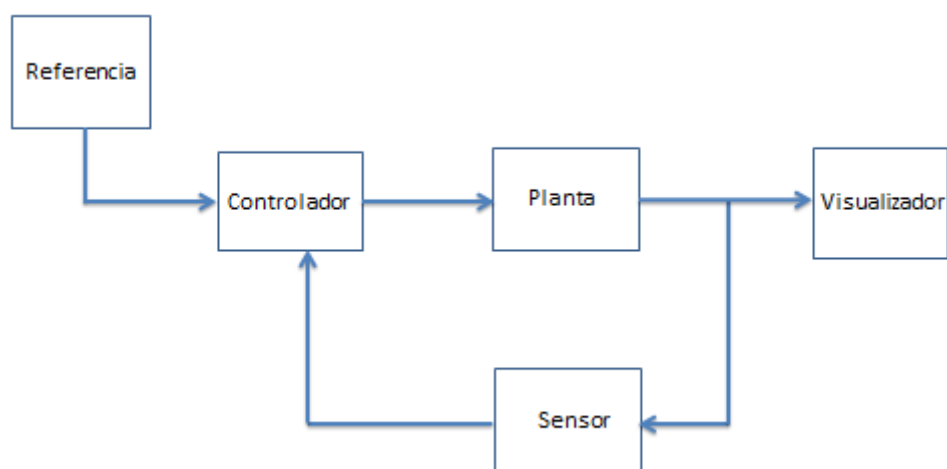 Referencia
Controlador
Planta
Visualizador
Sensor